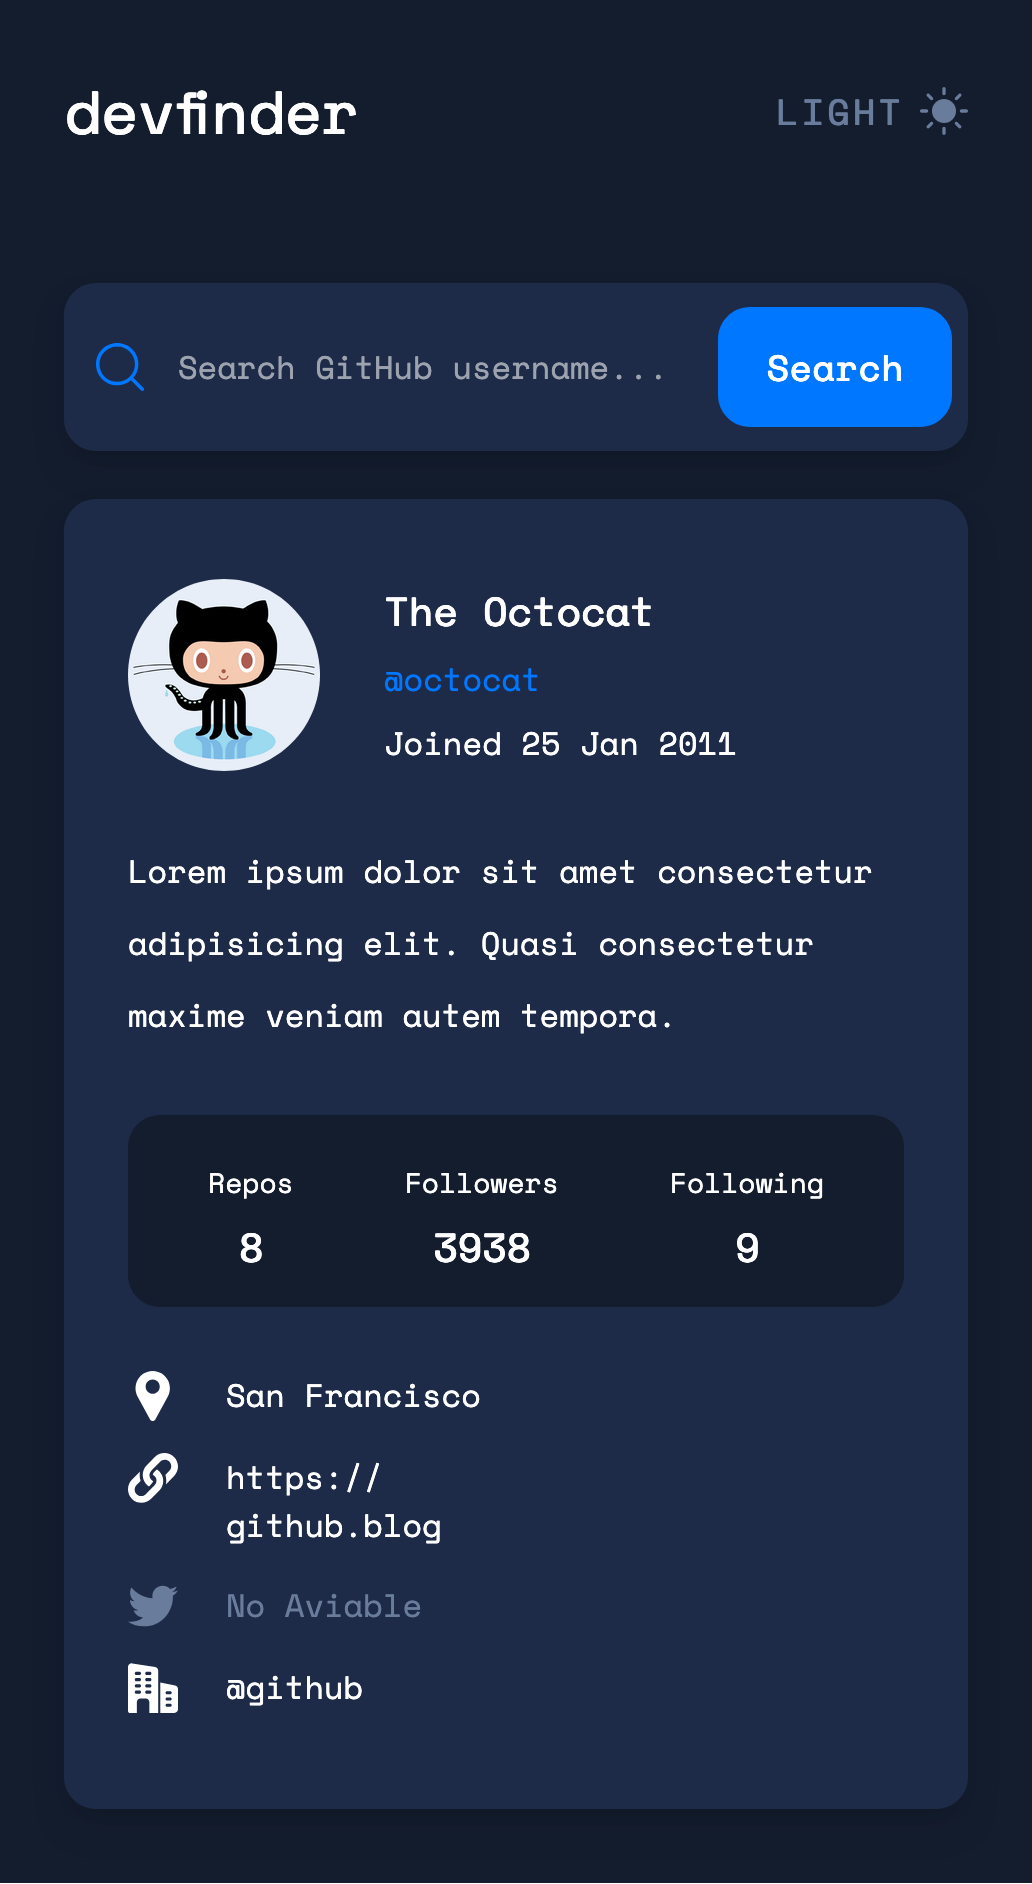 devfinder
LIGHT
Search GitHub username...
Search
The Octocat
@octocat
Joined 25 Jan 2011
Lorem ipsum dolor sit amet consectetur
adipisicing elit. Quasi consectetur
maxime veniam autem tempora.
Repos Followers Following
8 3938 9
San Francisco
https://
github.blog
No Aviable
@github